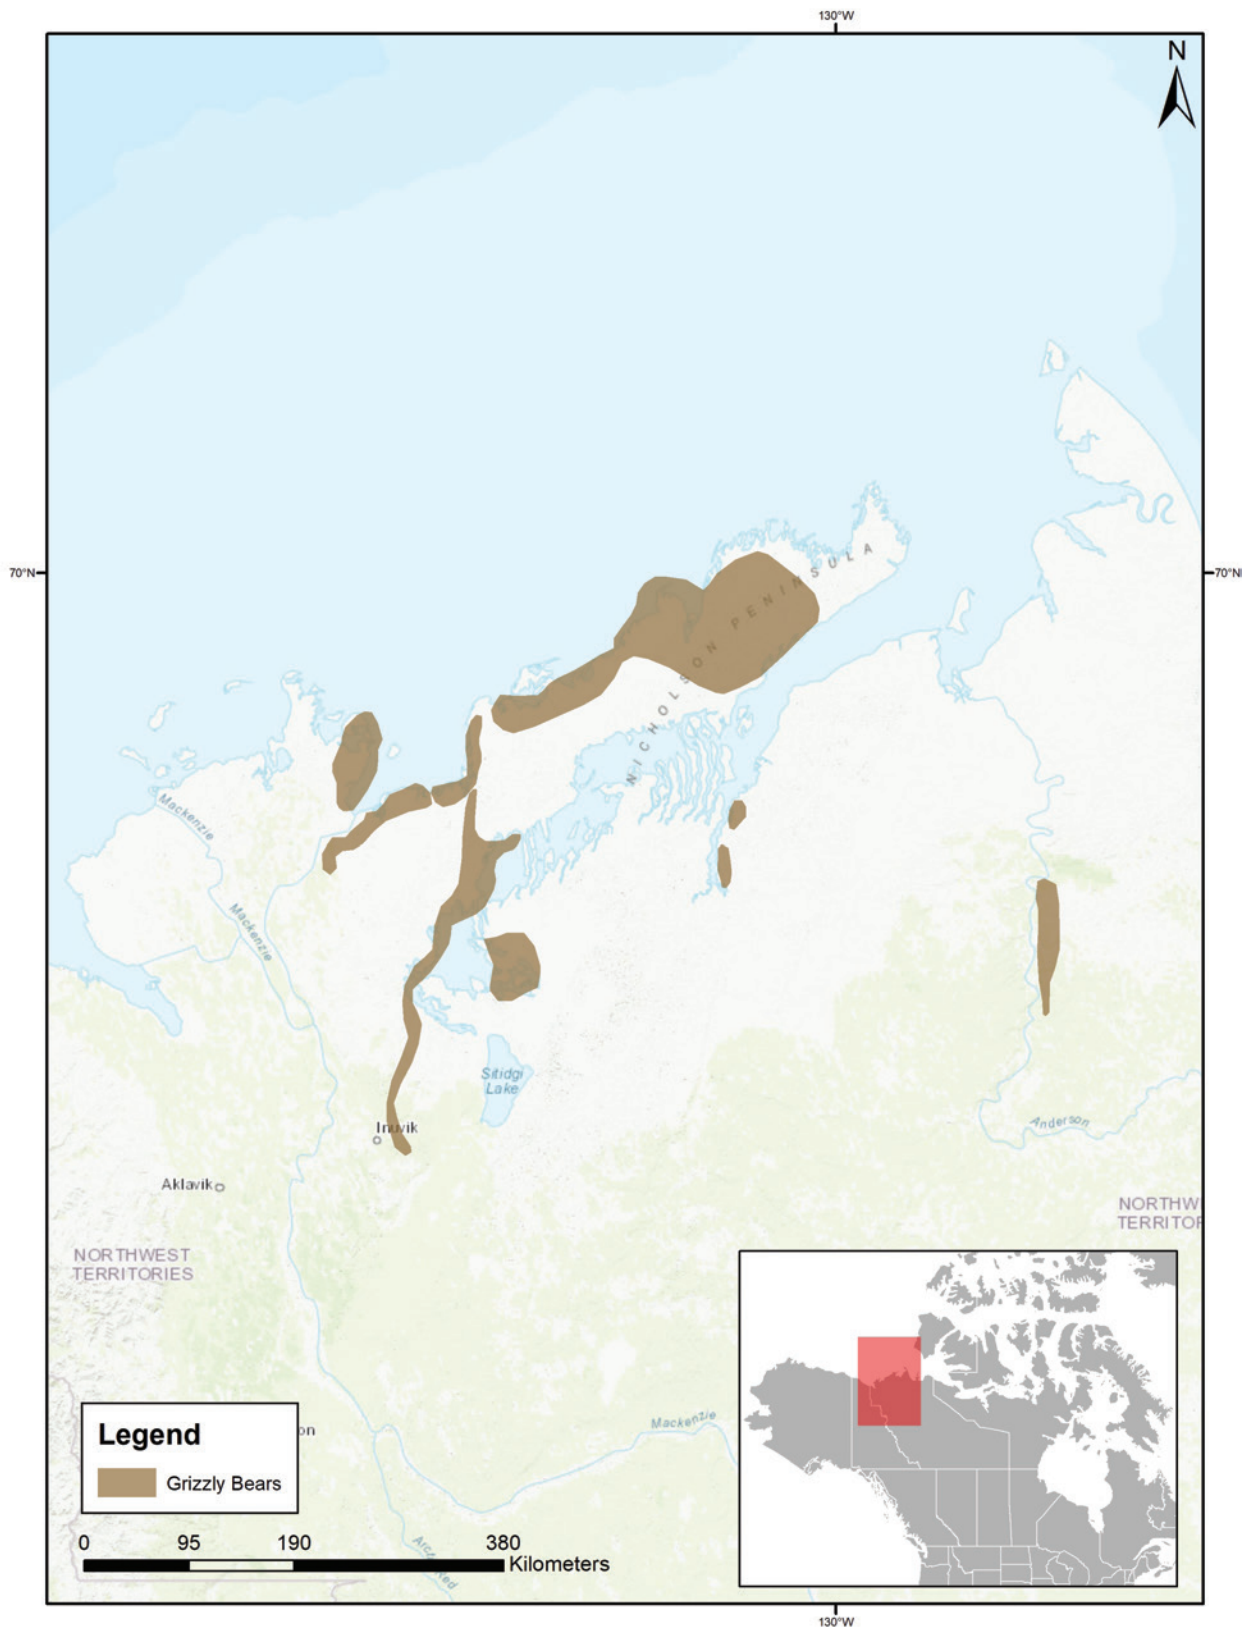 130°W
N
70°N
70°N
NICHOLSON PENINSULA
Mackenzie
Mackenzie
Sitidgi
Lake
Inuvik
Anderson
Aklavik
NORTHW
TERRITOR
NORTHWEST
TERRITORIES
Mackenzie
Legend
on
Grizzly Bears
0 95 190 380
Kilometers
Red
130°W